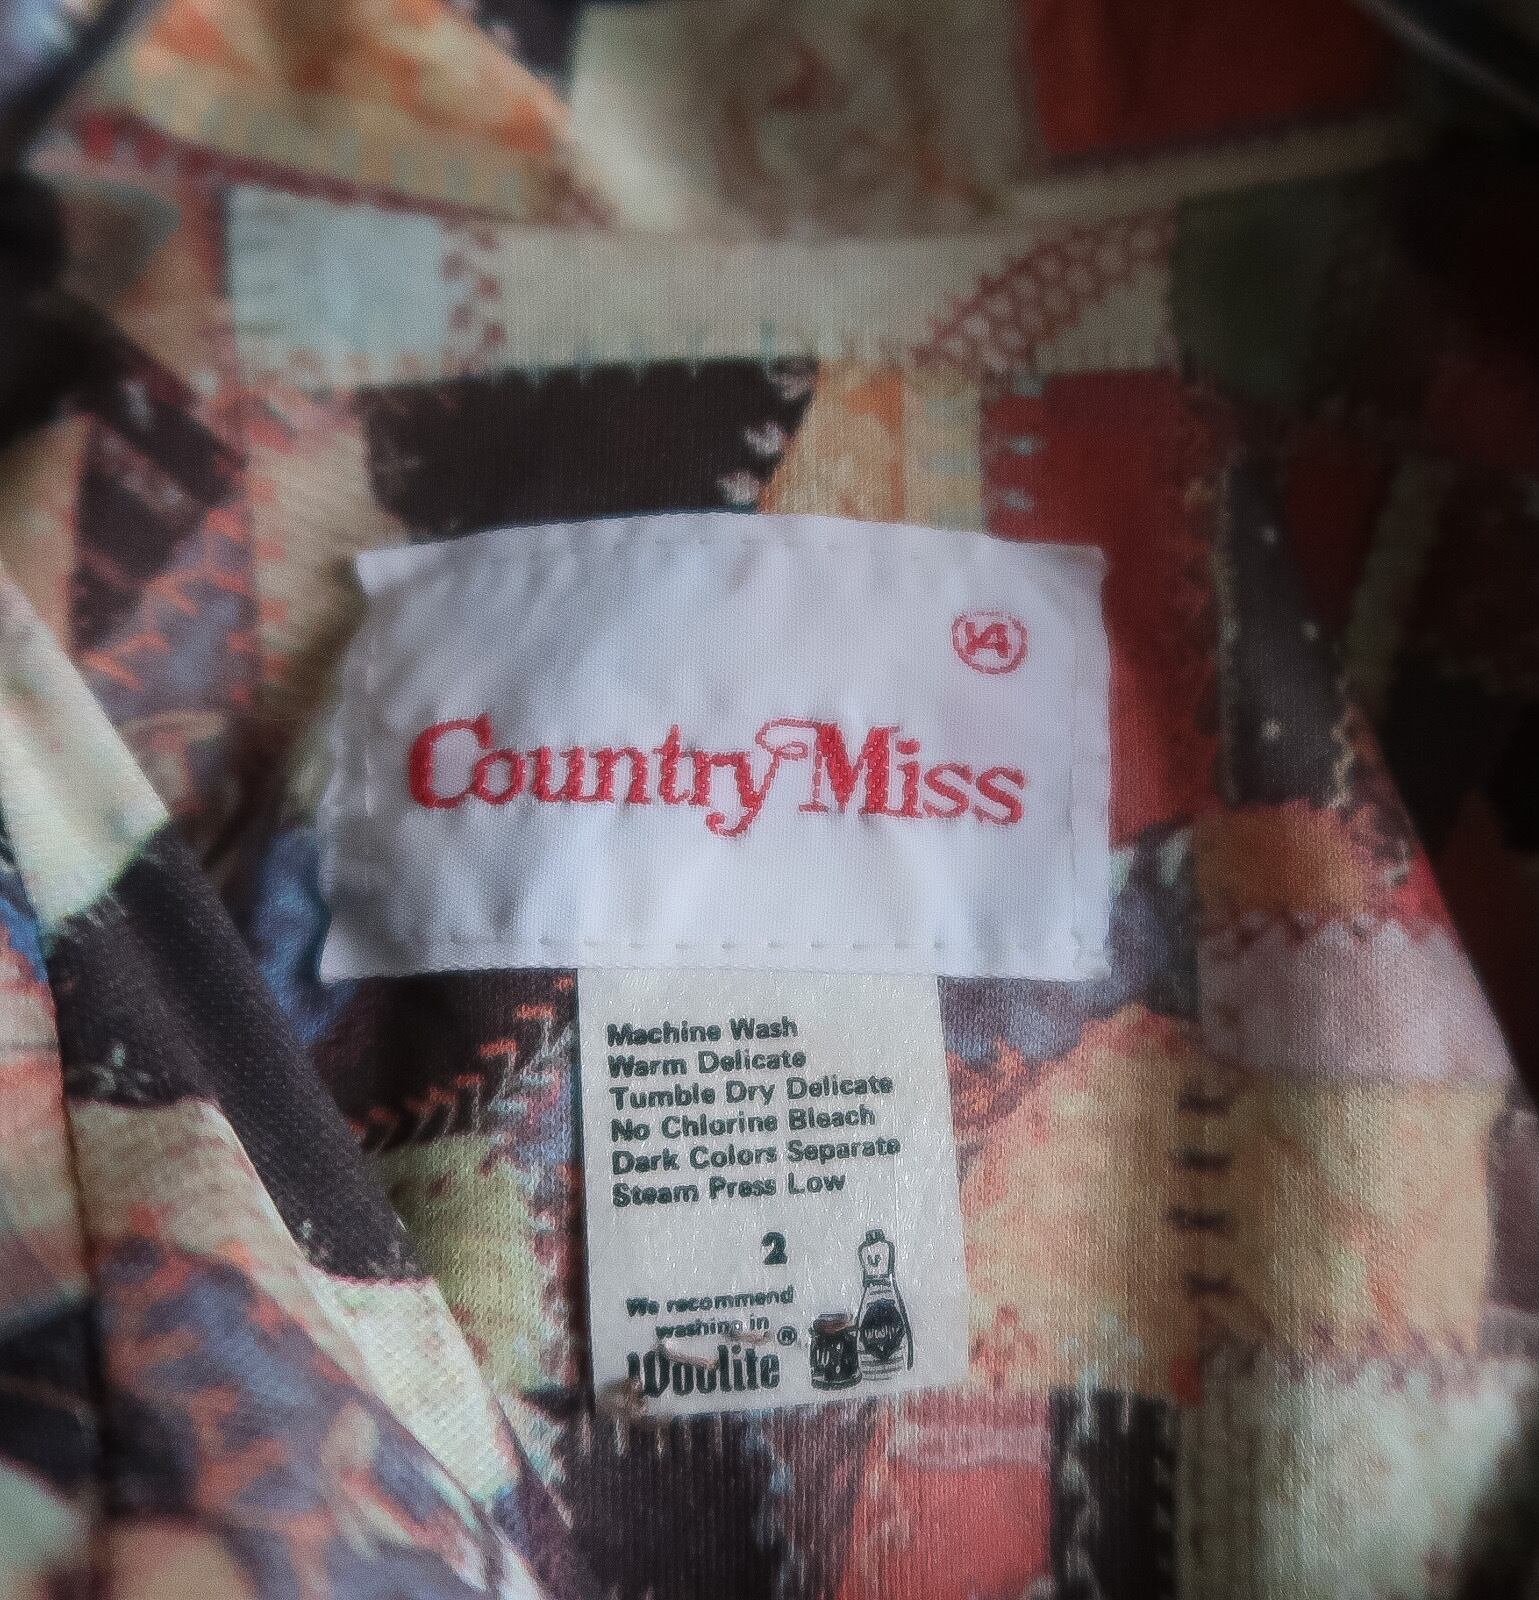 14
Country Miss
Machine Wash
Warm Delicate
Tumble Dry Delicate
No Chlorine Bleach
Dark Colors Separate
Steam Press Low
2
We recommend
washing in
Woolite ®